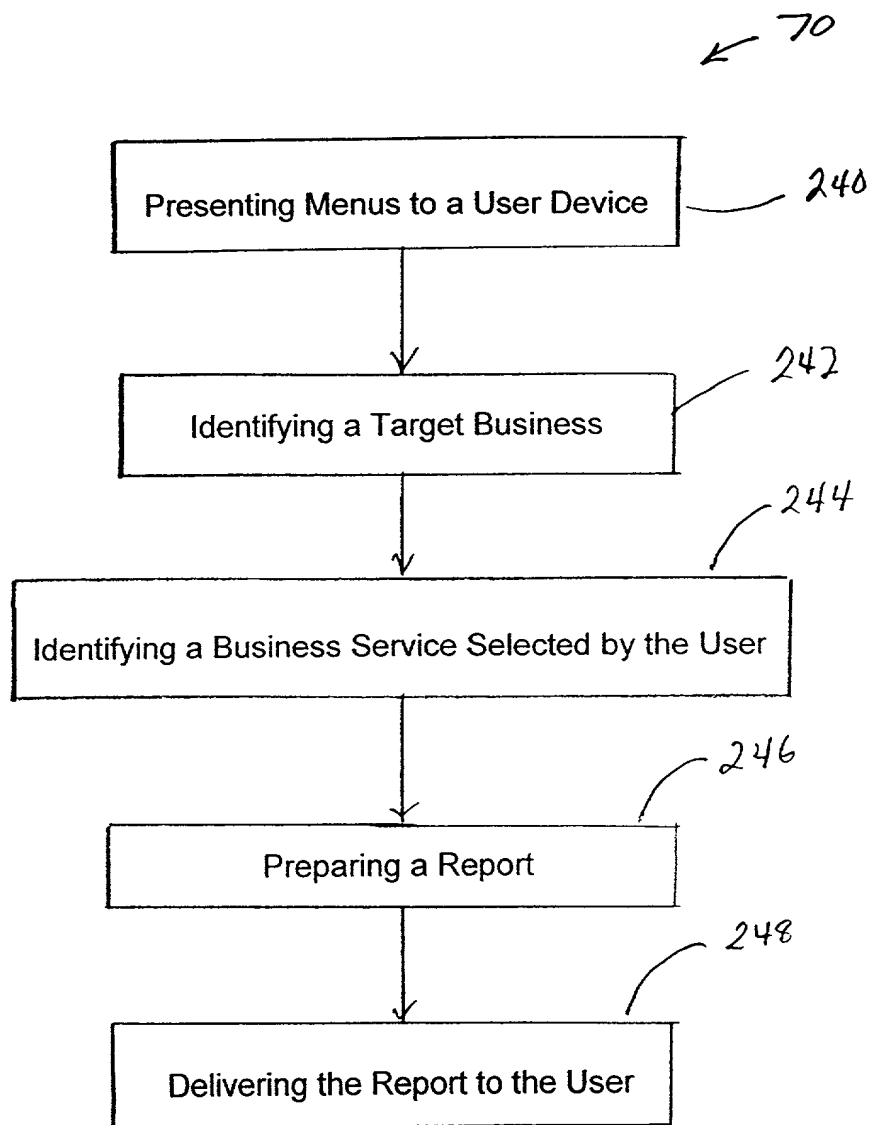 70
Presenting Menus to a User Device
240
242
Identifying a Target Business
244
Identifying a Business Service Selected by the User
246
Preparing a Report
248
Delivering the Report to the User